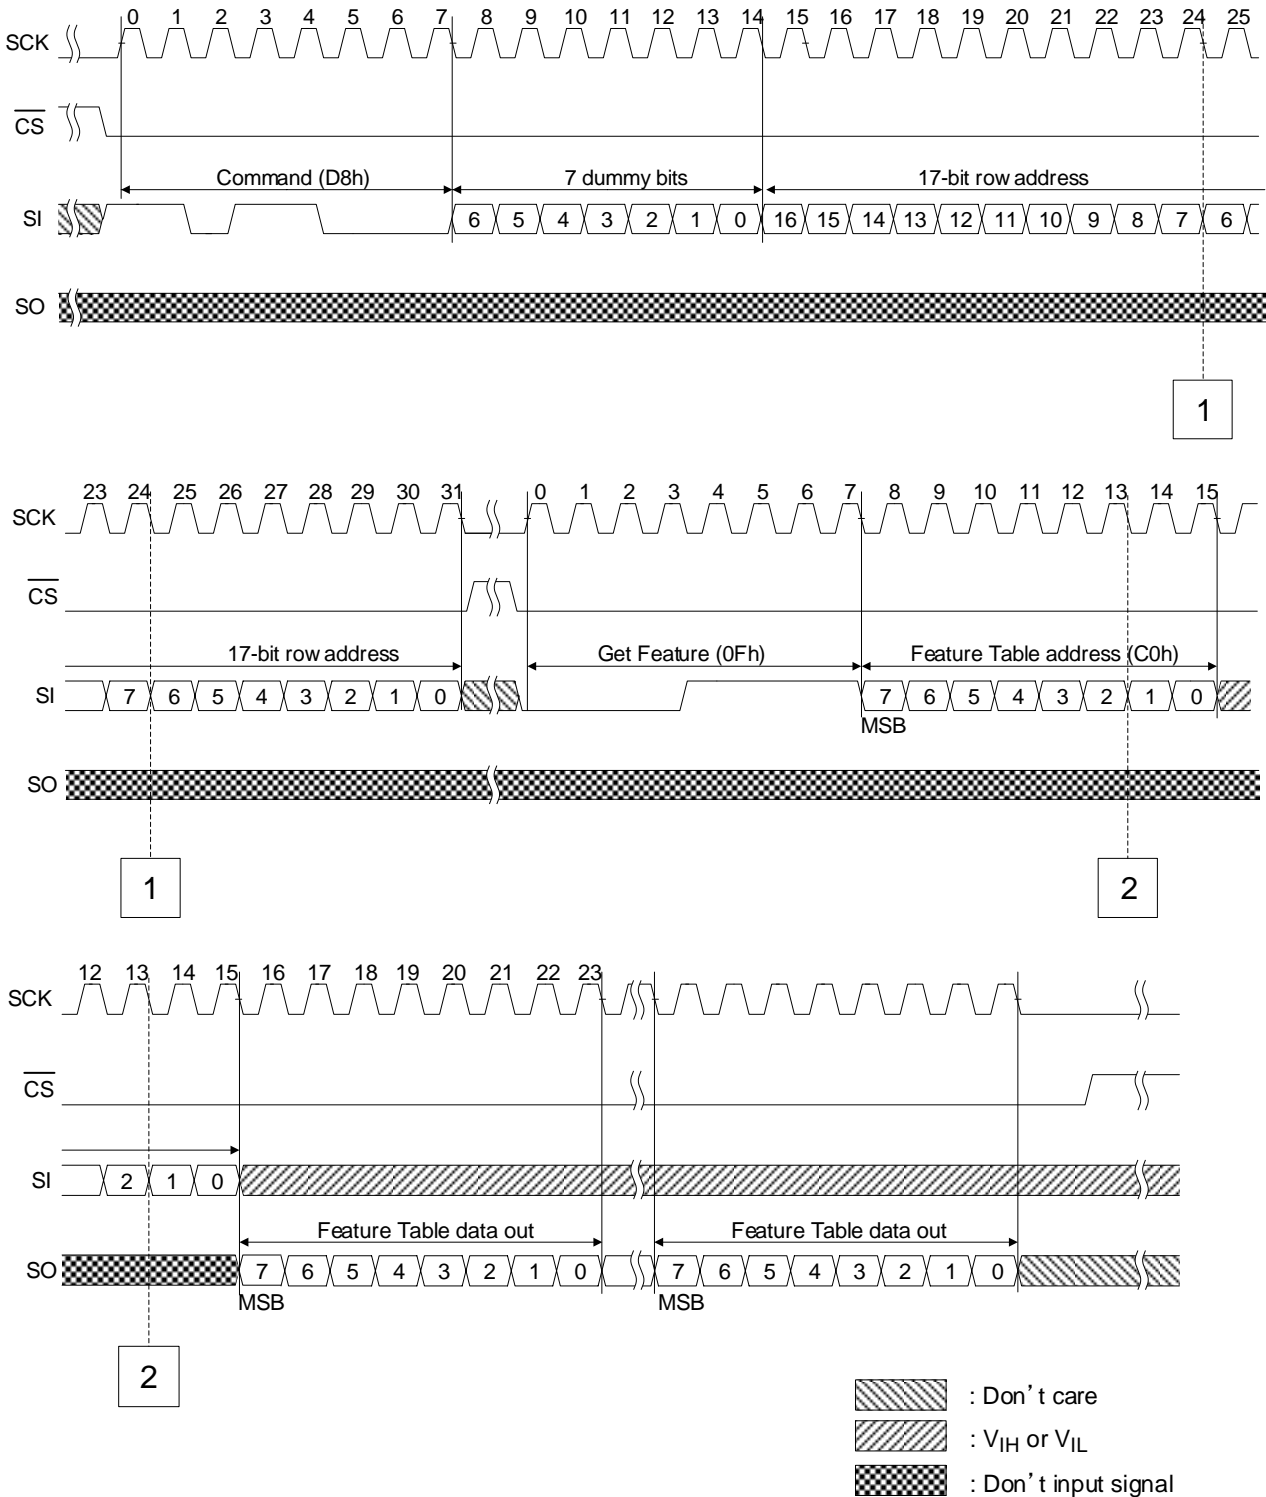 0 1 2 3 4 5 6 7 8 9 10 11 12 13 14 15 16 17 18 19 20 21 22 23 24 25
SCK
CS
Command (D8h) 7 dummy bits 17-bit row address
SI 6 5 4 3 2 1 0 16 15 14 13 12 11 10 9 8 7 6
SO
1
23 24 25 26 27 28 29 30 31 0 1 2 3 4 5 6 7 8 9 10 11 12 13 14 15
SCK
CS
17-bit row address Get Feature (0Fh) Feature Table address (C0h)
SI 7 6 5 4 3 2 1 0 7 6 5 4 3 2 1 0
MSB
SO
1 2
12 13 14 15 16 17 18 19 20 21 22 23
SCK
CS
SI 2 1 0
Feature Table data out Feature Table data out
SO 7 6 5 4 3 2 1 0 7 6 5 4 3 2 1 0
MSB MSB
2
: Don't care
: VIH or VIL
: Don't input signal